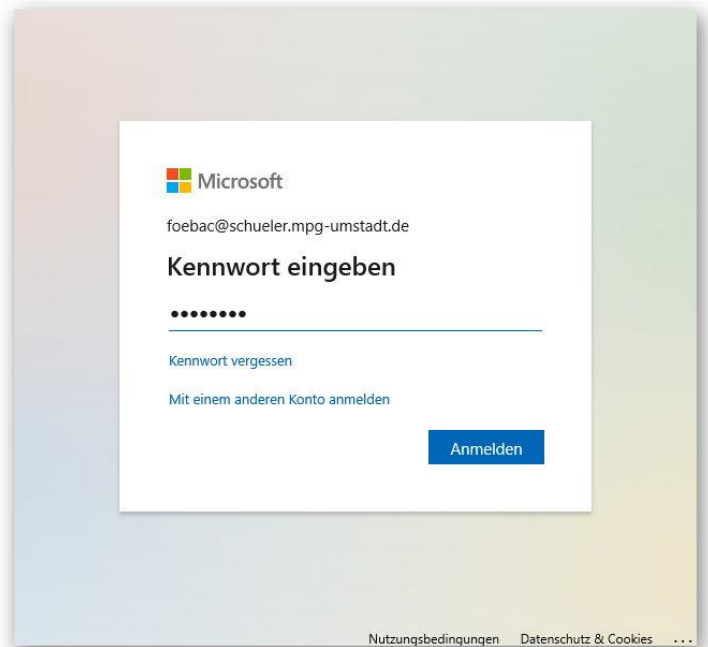 Microsoft
foebac@schueler.mpg-umstadt.de
Kennwort eingeben
••••••••
Kennwort vergessen
Mit einem anderen Konto anmelden
Anmelden
Nutzungsbedingungen Datenschutz & Cookies ...